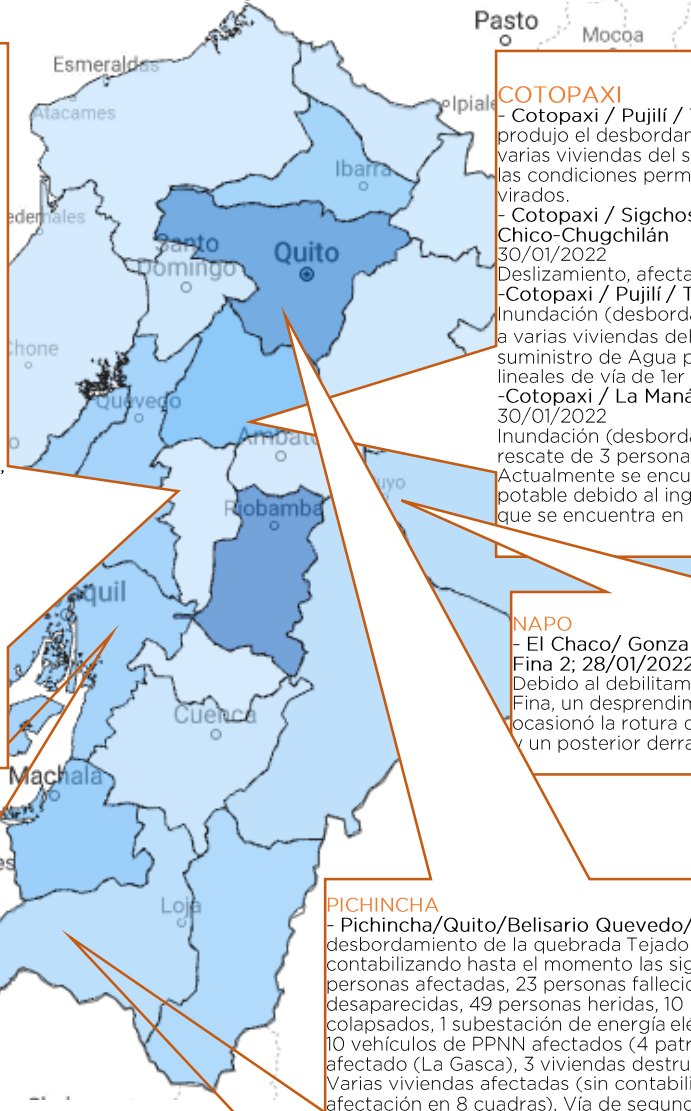 Pasto
Mocoa
Esmeraldas
Ipiale
Atacames
Ibarra
edernales
Santo
Domingo
Quito
Chone
Quevedo
Ambato
uyo
Riobamba
aquil
Cuenca
Machala
Loja
COTOPAXI
- Cotopaxi / Pujilí /
produjo el desbordan
varias viviendas del s
las condiciones perm
virados.
- Cotopaxi / Sigchos
Chico-Chugchilán
30/01/2022
Deslizamiento, afecta
-Cotopaxi / Pujilí / T
Inundación (desborda
a varias viviendas del
suministro de Agua p
lineales de vía de 1er
-Cotopaxi / La Maná
30/01/2022
Inundación (desborda
rescate de 3 persona
Actualmente se encu
potable debido al ing
que se encuentra en
NAPO
- El Chaco/ Gonza
Fina 2; 28/01/2022
Debido al debilitam
Fina, un desprendim
ocasionó la rotura d
y un posterior derra
PICHINCHA
- Pichincha/Quito/Belisario Quevedo/
desbordamiento de la quebrada Tejado
contabilizando hasta el momento las sig
personas afectadas, 23 personas fallecid
desaparecidas, 49 personas heridas, 10
colapsados, 1 subestación de energía elé
10 vehículos de PPNN afectados (4 patr
afectado (La Gasca), 3 viviendas destru
Varias viviendas afectadas (sin contabili
afectación en 8 cuadras). Vía de segund